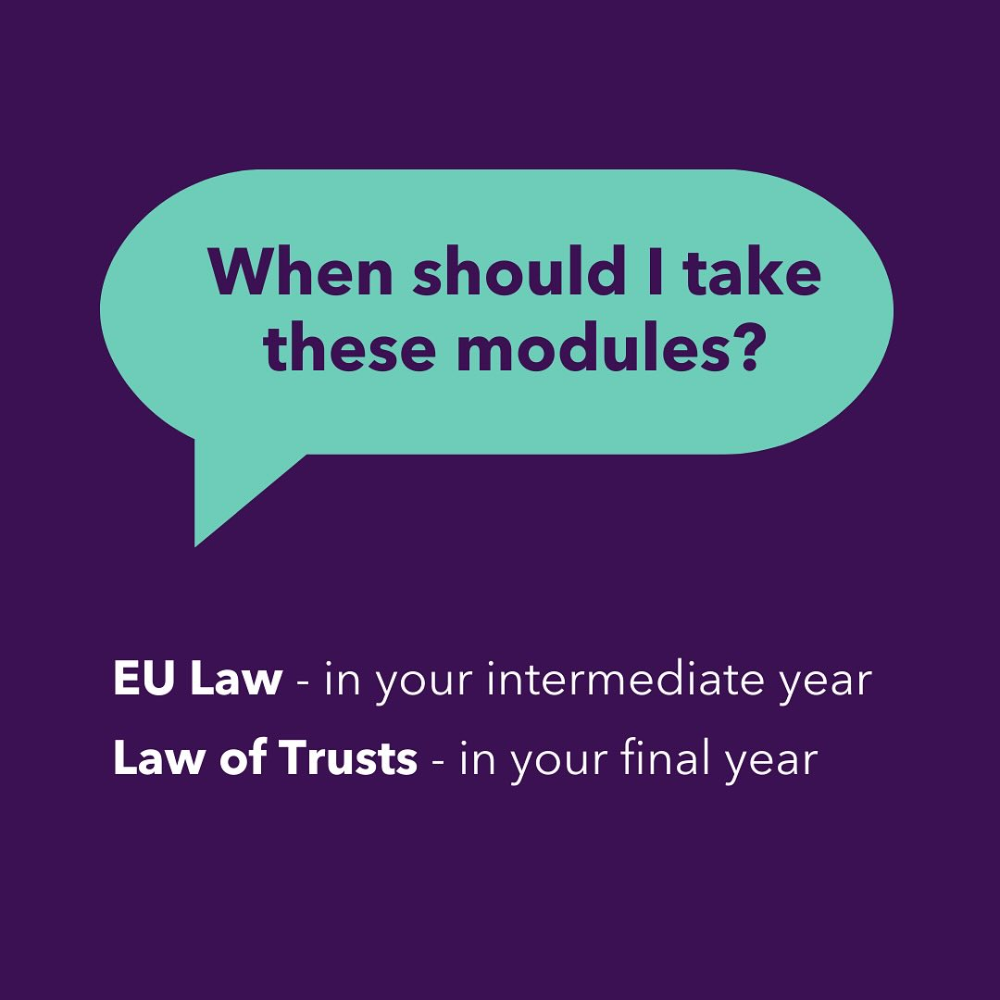 When should I take
these modules?
EU Law - in your intermediate year
Law of Trusts - in your final year